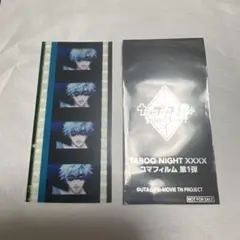 TABOO NIGHT XXXX
コマフィルム 第1弾
©UTA☆PRI-MOVIE TN PROJECT
NOT FOR SALE